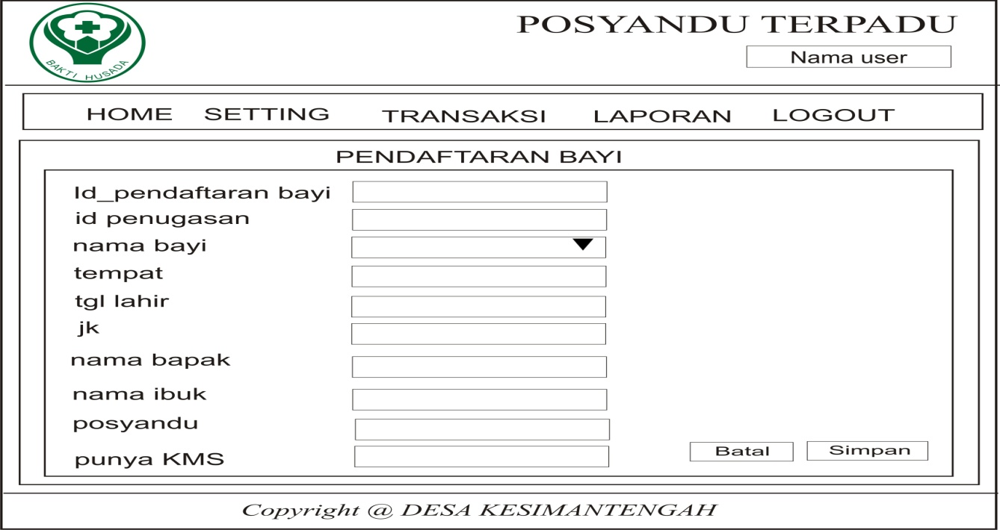 BAKTI HUSADA
POSYANDU TERPADU
Nama user
HOME SETTING TRANSAKSI LAPORAN LOGOUT
PENDAFTARAN BAYI
Id_pendaftaran bayi
id penugasan
nama bayi
tempat
tgl lahir
jk
nama bapak
nama ibuk
posyandu
punya KMS
Batal Simpan
Copyright @ DESA KESIMANTENGAH